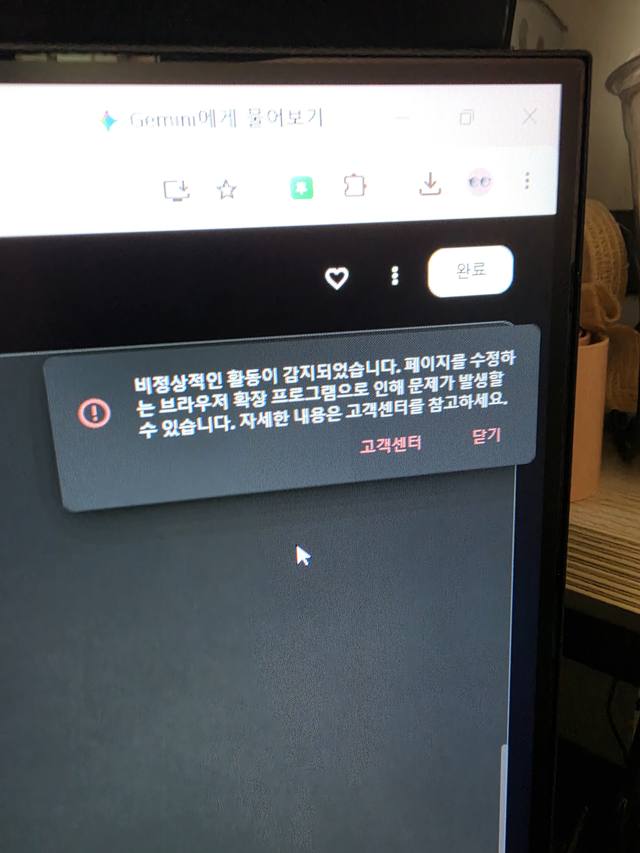 Gemini에게 물어보기
완료
비정상적인 활동이 감지되었습니다. 페이지를 수정하
는 브라우저 확장 프로그램으로 인해 문제가 발생할
수 있습니다. 자세한 내용은 고객센터를 참고하세요.
고객센터 닫기